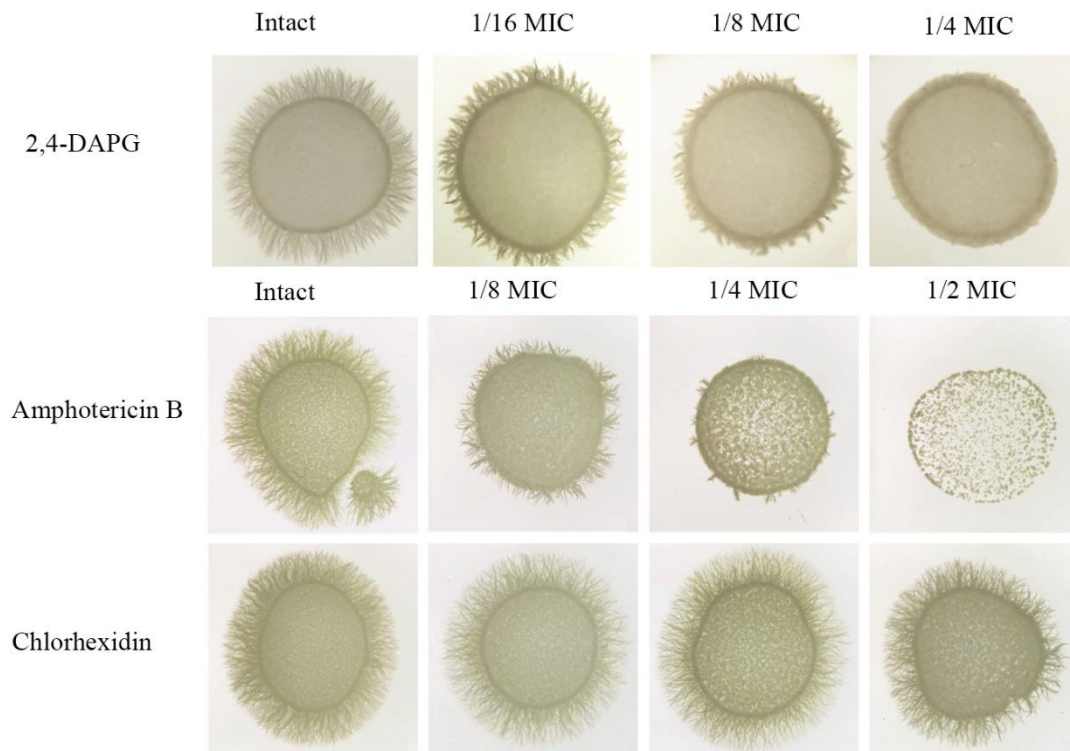 Intact 1/16 MIC 1/8 MIC 1/4 MIC
2,4-DAPG
Intact 1/8 MIC 1/4 MIC 1/2 MIC
Amphotericin B
Chlorhexidin